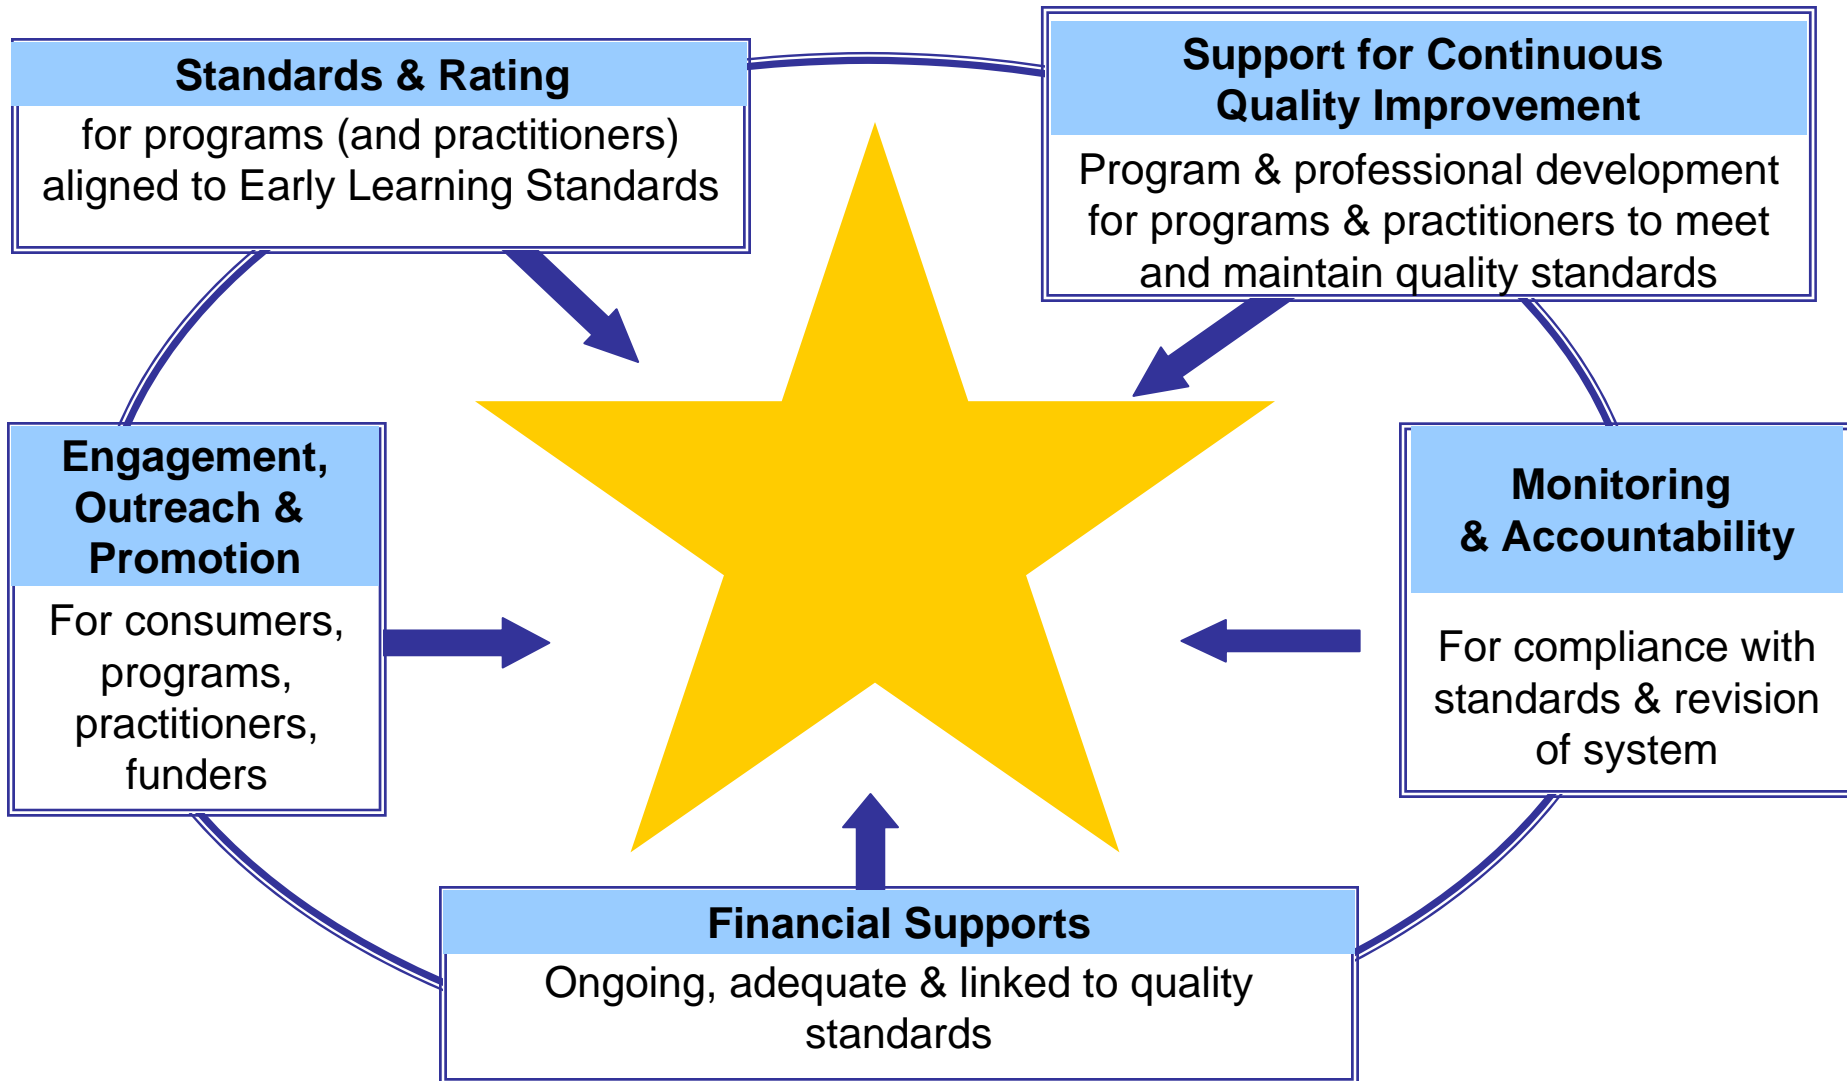 Standards & Rating
for programs (and practitioners)
aligned to Early Learning Standards
Support for Continuous
Quality Improvement
Program & professional development
for programs & practitioners to meet
and maintain quality standards
Engagement,
Outreach &
Promotion
For consumers,
programs,
practitioners,
funders
Monitoring
& Accountability
For compliance with
standards & revision
of system
Financial Supports
Ongoing, adequate & linked to quality
standards